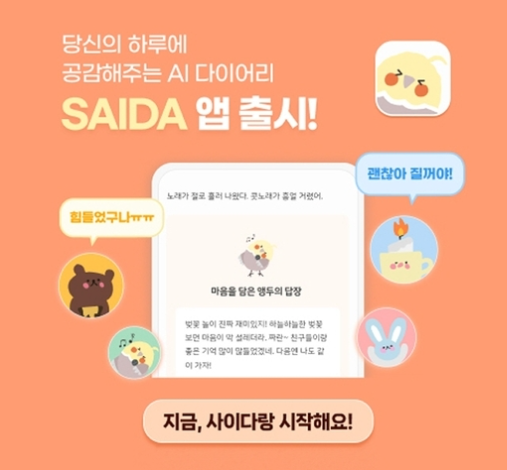 당신의 하루에
공감해주는 AI 다이어리
SAIDA 앱 출시!
괜찮아 질꺼야!
노래가 절로 흘러 나왔다. 콧노래가 흥얼 거렸어.
힘들었구나ㅠㅠ
마음을 담은 앵두의 답장
벚꽃 놀이 진짜 재미있지! 하늘하늘한 벚꽃
보면 마음이 막 설레더라. 짜란~ 친구들이랑
좋은 기억 많이 만들었겠네, 다음엔 나도 같
이 가자!
지금, 사이다랑 시작해요!